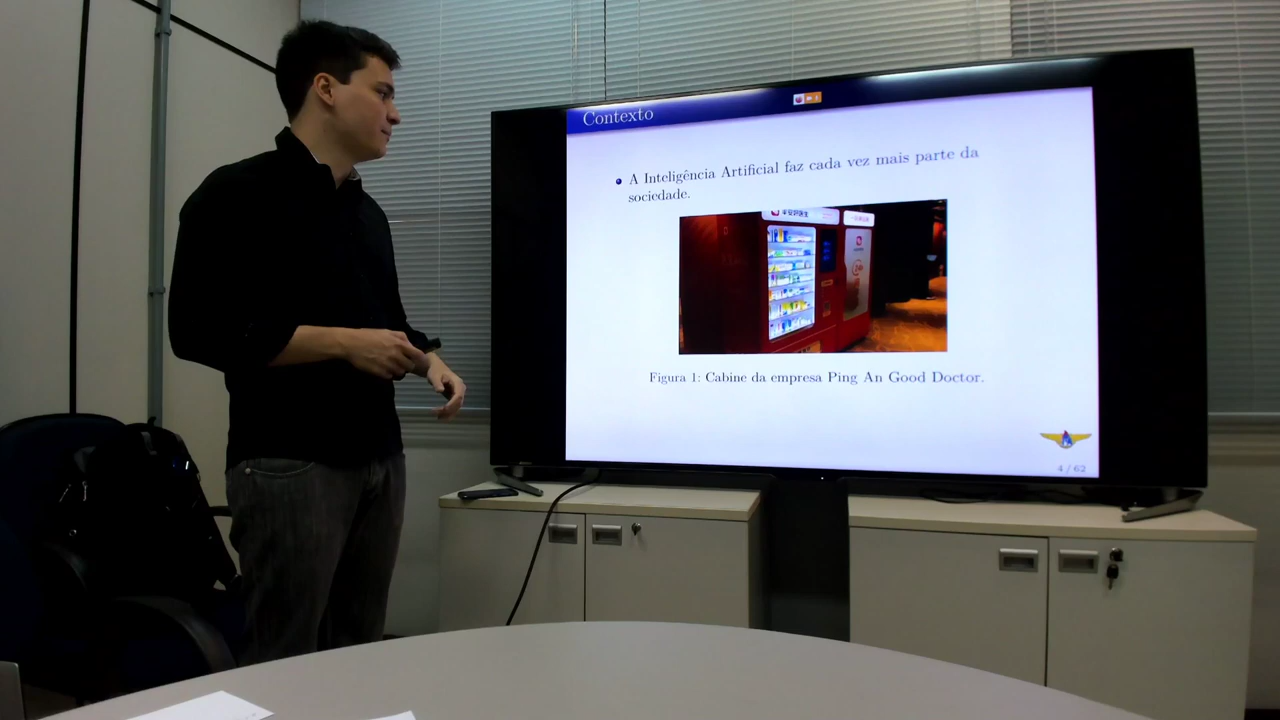 Contexto
A Inteligência Artificial faz cada vez mais parte da
sociedade.
Figura 1: Cabine da empresa Ping An Good Doctor.
4 / 62